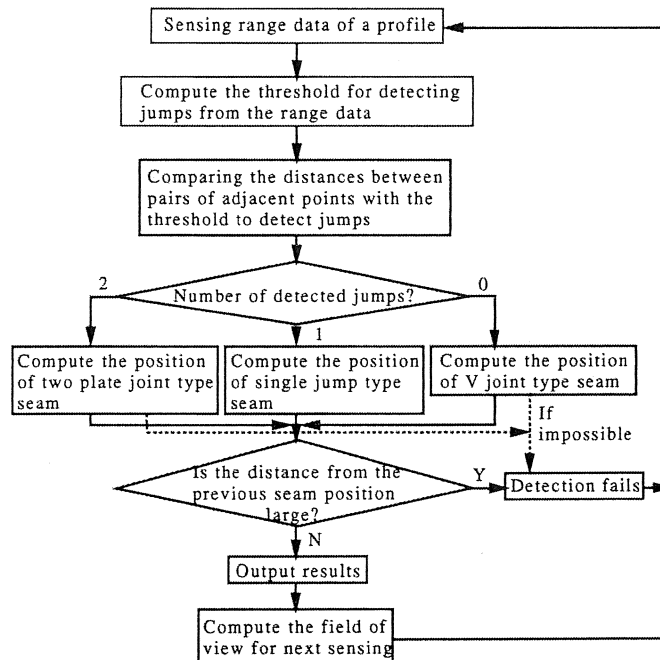 Sensing range data of a profile
Compute the threshold for detecting
jumps from the range data
Comparing the distances between
pairs of adjacent points with the
threshold to detect jumps
2
Number of detected jumps?
0
1
Compute the position
of two plate joint type
seam
Compute the position
of single jump type
seam
Compute the position
of V joint type seam
If
impossible
Is the distance from the
previous seam position
large?
Y
Detection fails
N
Output results
Compute the field of
view for next sensing